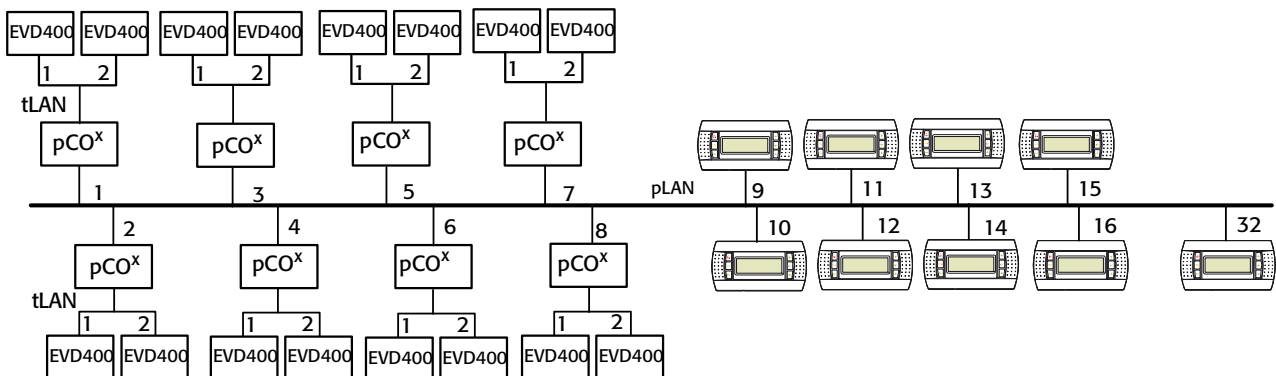 EVD400 EVD400 EVD400 EVD400 EVD400 EVD400 EVD400 EVD400
1 2 1 2 1 2 1 2
tLAN
pCOˣ pCOˣ pCOˣ pCOˣ
1 3 5 7 pLAN 9 11 13 15
2 4 6 8 10 12 14 16 32
pCOˣ pCOˣ pCOˣ pCOˣ
tLAN
1 2 1 2 1 2 1 2
EVD400 EVD400 EVD400 EVD400 EVD400 EVD400 EVD400 EVD400